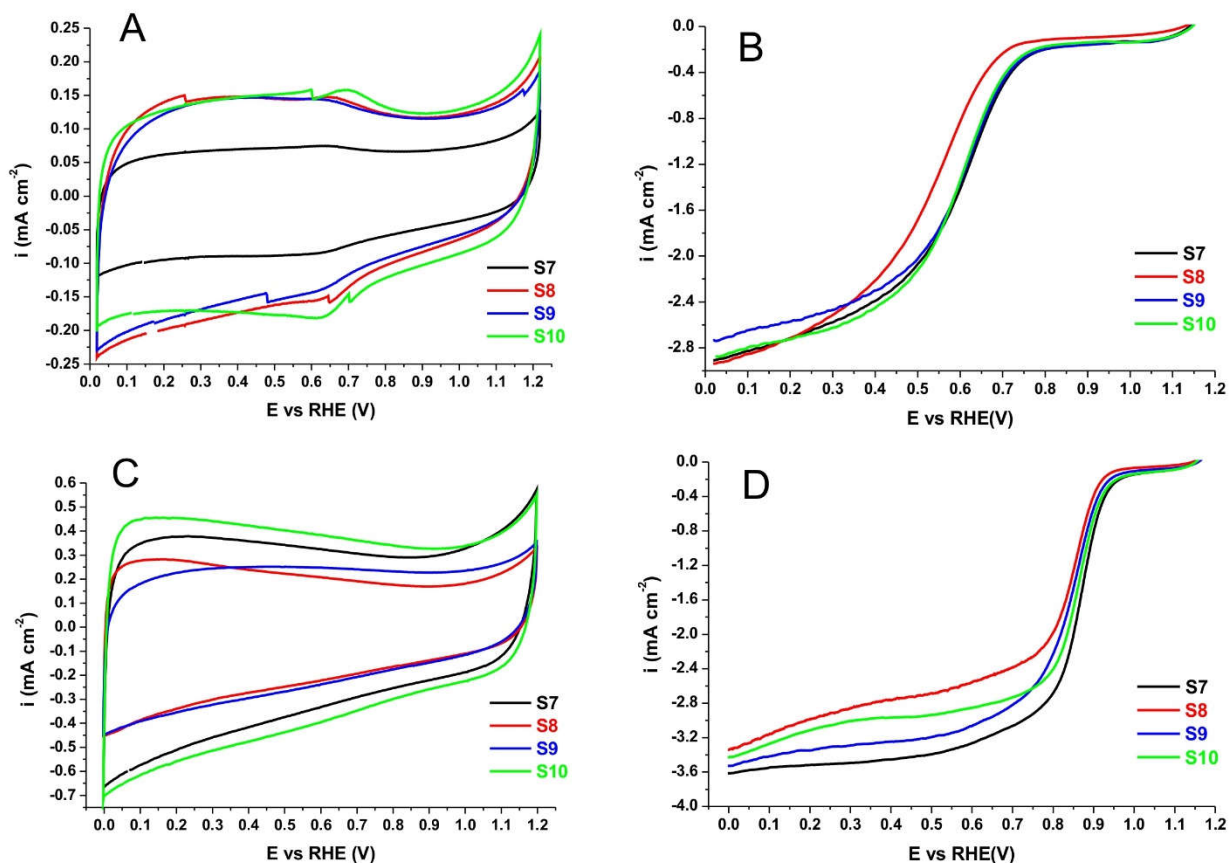 A
i (mA cm-2)
0.25
0.20
0.15
0.10
0.05
0.00
-0.05
-0.10
-0.15
-0.20
-0.25
S7
S8
S9
S10
0.0 0.1 0.2 0.3 0.4 0.5 0.6 0.7 0.8 0.9 1.0 1.1 1.2
E vs RHE (V)
B
i (mA cm-2)
0.0
-0.4
-0.8
-1.2
-1.6
-2.0
-2.4
-2.8
S7
S8
S9
S10
0.0 0.1 0.2 0.3 0.4 0.5 0.6 0.7 0.8 0.9 1.0 1.1 1.2
E vs RHE(V)
C
i (mA cm-2)
0.6
0.5
0.4
0.3
0.2
0.1
0.0
-0.1
-0.2
-0.3
-0.4
-0.5
-0.6
-0.7
S7
S8
S9
S10
0.0 0.1 0.2 0.3 0.4 0.5 0.6 0.7 0.8 0.9 1.0 1.1 1.2
E vs RHE (V)
D
i (mA cm-2)
0.0
-0.4
-0.8
-1.2
-1.6
-2.0
-2.4
-2.8
-3.2
-3.6
-4.0
S7
S8
S9
S10
0.0 0.1 0.2 0.3 0.4 0.5 0.6 0.7 0.8 0.9 1.0 1.1 1.2
E vs RHE(V)